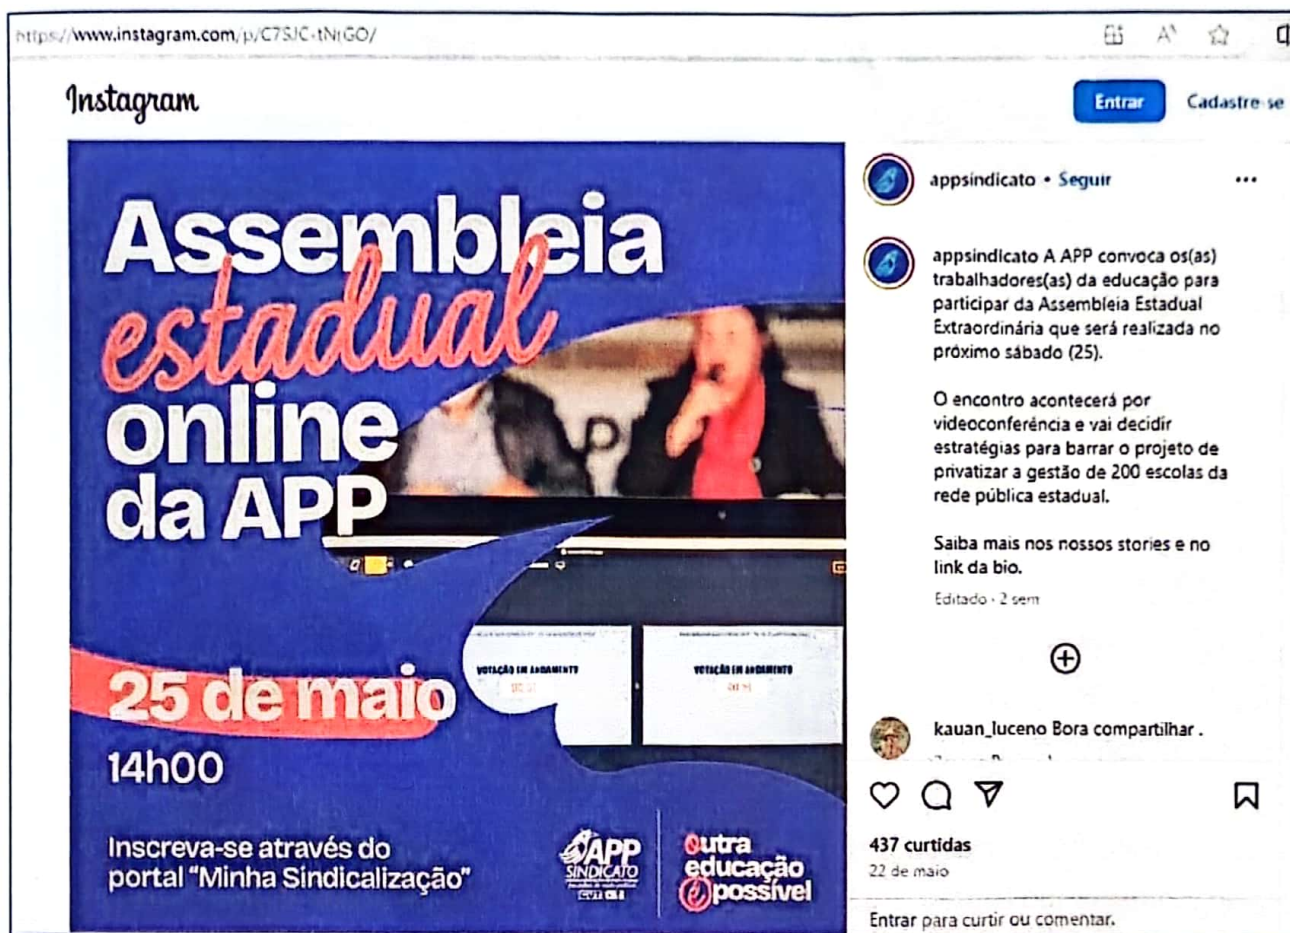 https://www.instagram.com/p/C7SJC-tNrGO/
Instagram
Entrar
Cadastre-se
Assembleia
estadual
online
da APP
25 de maio
14h00
Inscreva-se através do
portal "Minha Sindicalização"
VOTAÇÃO EM ANDAMENTO
VOTAÇÃO EM ANDAMENTO
APP
SINDICATO
CUT
outra
educação
é possível
appsindicato • Seguir
appsindicato A APP convoca os(as)
trabalhadores(as) da educação para
participar da Assembleia Estadual
Extraordinária que será realizada no
próximo sábado (25).
O encontro acontecerá por
videoconferência e vai decidir
estratégias para barrar o projeto de
privatizar a gestão de 200 escolas da
rede pública estadual.
Saiba mais nos nossos stories e no
link da bio.
Editado · 2 sem
kauan_luceno Bora compartilhar .
437 curtidas
22 de maio
Entrar para curtir ou comentar.